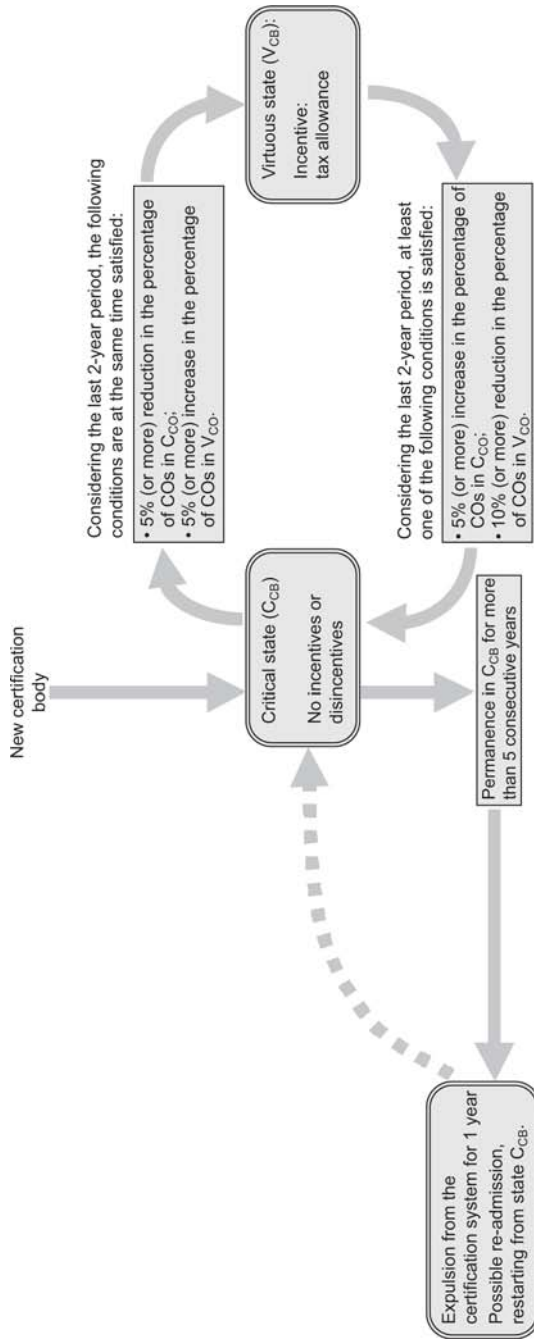 New certification
body
Considering the last 2-year period, the following
conditions are at the same time satisfied:
• 5% (or more) reduction in the percentage
of COs in C_CO;
• 5% (or more) increase in the percentage
of COs in V_CO.
Critical state (C_CB)
No incentives or
disincentives
Virtuous state (V_CB):
Incentive:
tax allowance
Considering the last 2-year period, at least
one of the following conditions is satisfied:
• 5% (or more) increase in the percentage of
COs in C_CO;
• 10% (or more) reduction in the percentage
of COs in V_CO.
Permanence in C_CB for more
than 5 consecutive years
Expulsion from the
certification system for 1 year
Possible re-admission,
restarting from state C_CB.